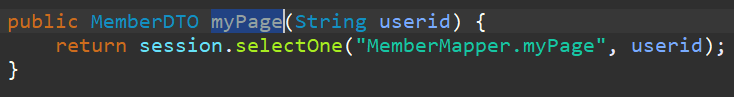 public MemberDTO myPage(String userid) {
    return session.selectOne("MemberMapper.myPage", userid);
}